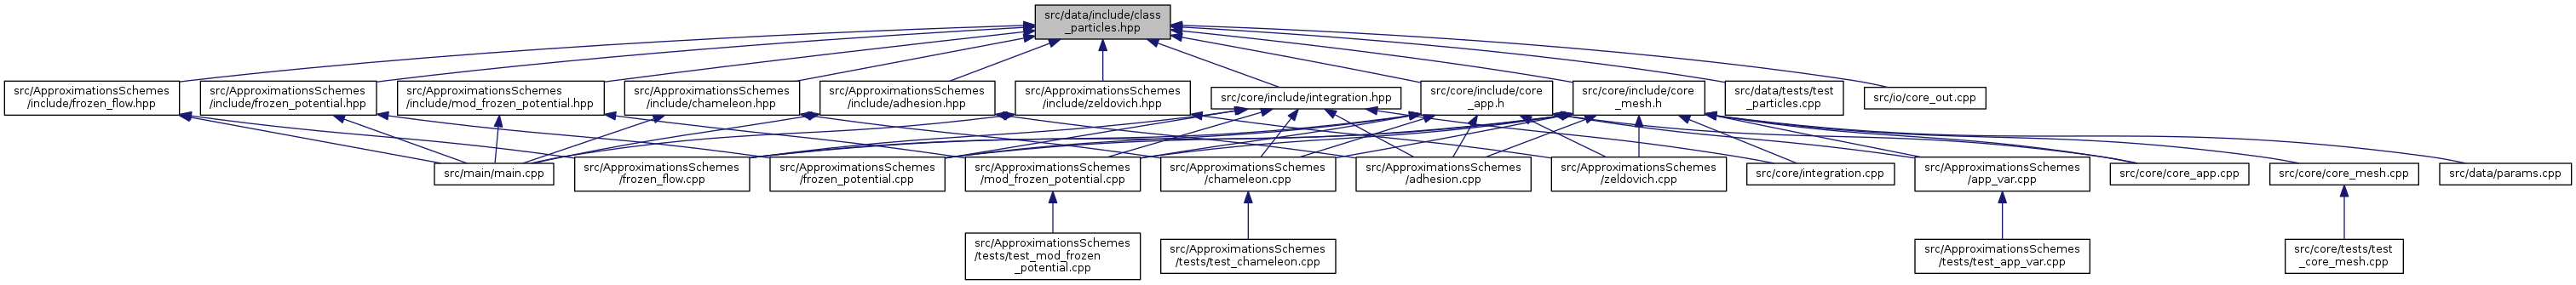 src/data/include/class
_particles.hpp
src/ApproximationsSchemes
/include/frozen_flow.hpp
src/ApproximationsSchemes
/include/frozen_potential.hpp
src/ApproximationsSchemes
/include/mod_frozen_potential.hpp
src/ApproximationsSchemes
/include/chameleon.hpp
src/ApproximationsSchemes
/include/adhesion.hpp
src/ApproximationsSchemes
/include/zeldovich.hpp
src/core/include/integration.hpp
src/core/include/core
_app.h
src/core/include/core
_mesh.h
src/data/tests/test
_particles.cpp
src/io/core_out.cpp
src/main/main.cpp
src/ApproximationsSchemes
/frozen_flow.cpp
src/ApproximationsSchemes
/frozen_potential.cpp
src/ApproximationsSchemes
/mod_frozen_potential.cpp
src/ApproximationsSchemes
/chameleon.cpp
src/ApproximationsSchemes
/adhesion.cpp
src/ApproximationsSchemes
/zeldovich.cpp
src/core/integration.cpp
src/ApproximationsSchemes
/app_var.cpp
src/core/core_app.cpp
src/core/core_mesh.cpp
src/data/params.cpp
src/ApproximationsSchemes
/tests/test_mod_frozen
_potential.cpp
src/ApproximationsSchemes
/tests/test_chameleon.cpp
src/ApproximationsSchemes
/tests/test_app_var.cpp
src/core/tests/test
_core_mesh.cpp